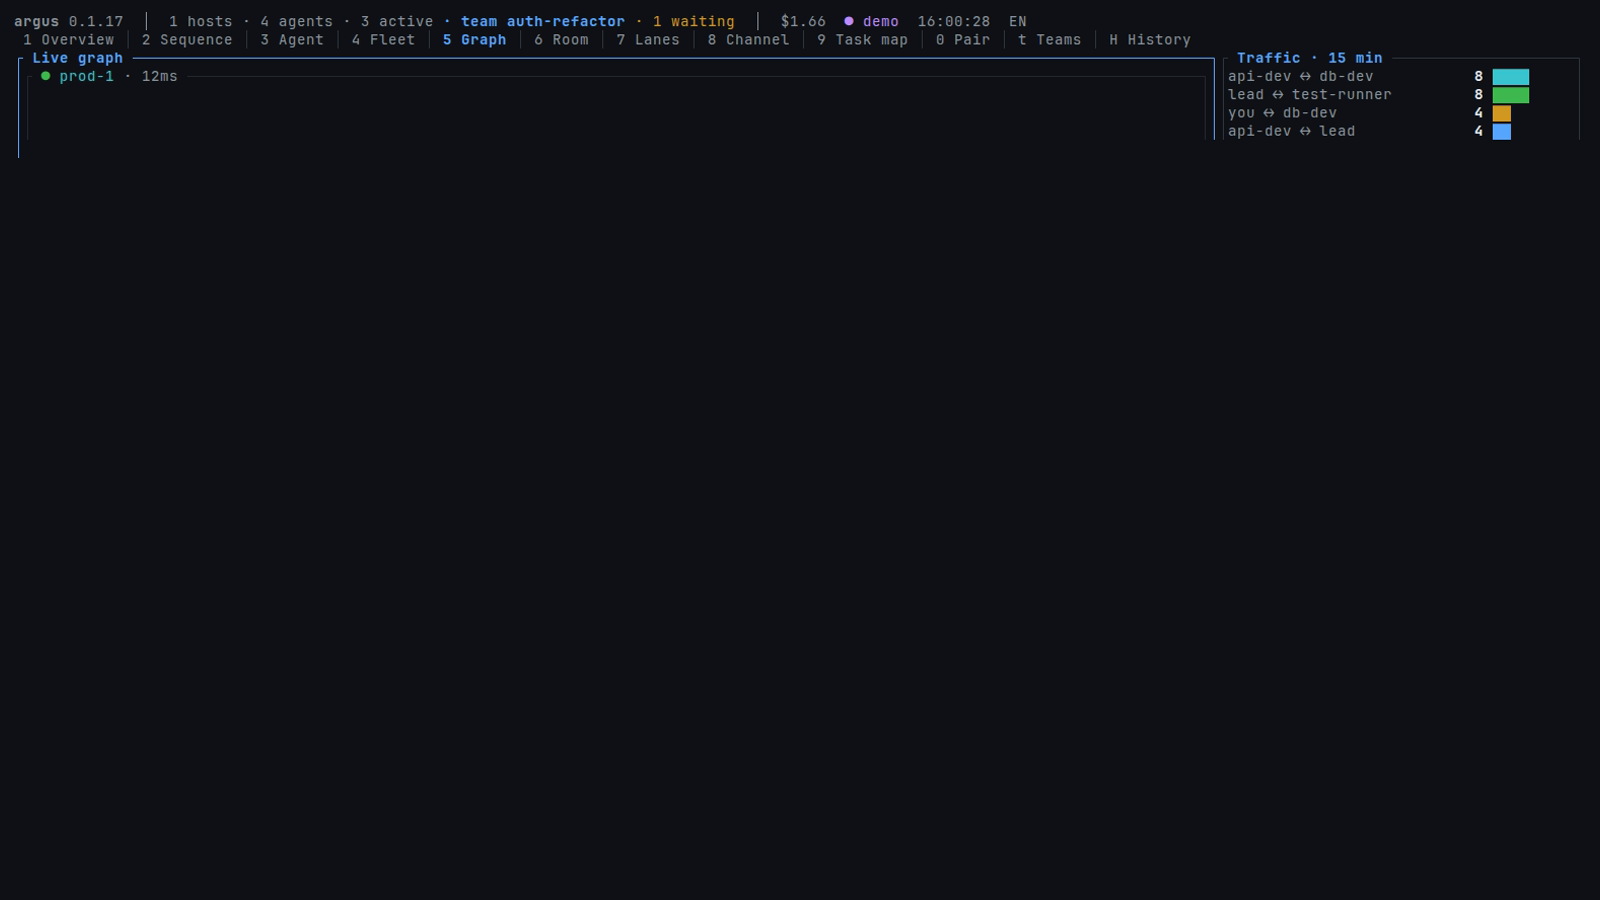 argus 0.1.17 │ 1 hosts · 4 agents · 3 active · team auth-refactor · 1 waiting │ $1.66 ● demo 16:00:28 EN
1 Overview │ 2 Sequence │ 3 Agent │ 4 Fleet │ 5 Graph │ 6 Room │ 7 Lanes │ 8 Channel │ 9 Task map │ 0 Pair │ t Teams │ H History
Live graph
● prod-1 · 12ms
Traffic · 15 min
api-dev ↔ db-dev 8
lead ↔ test-runner 8
you ↔ db-dev 4
api-dev ↔ lead 4